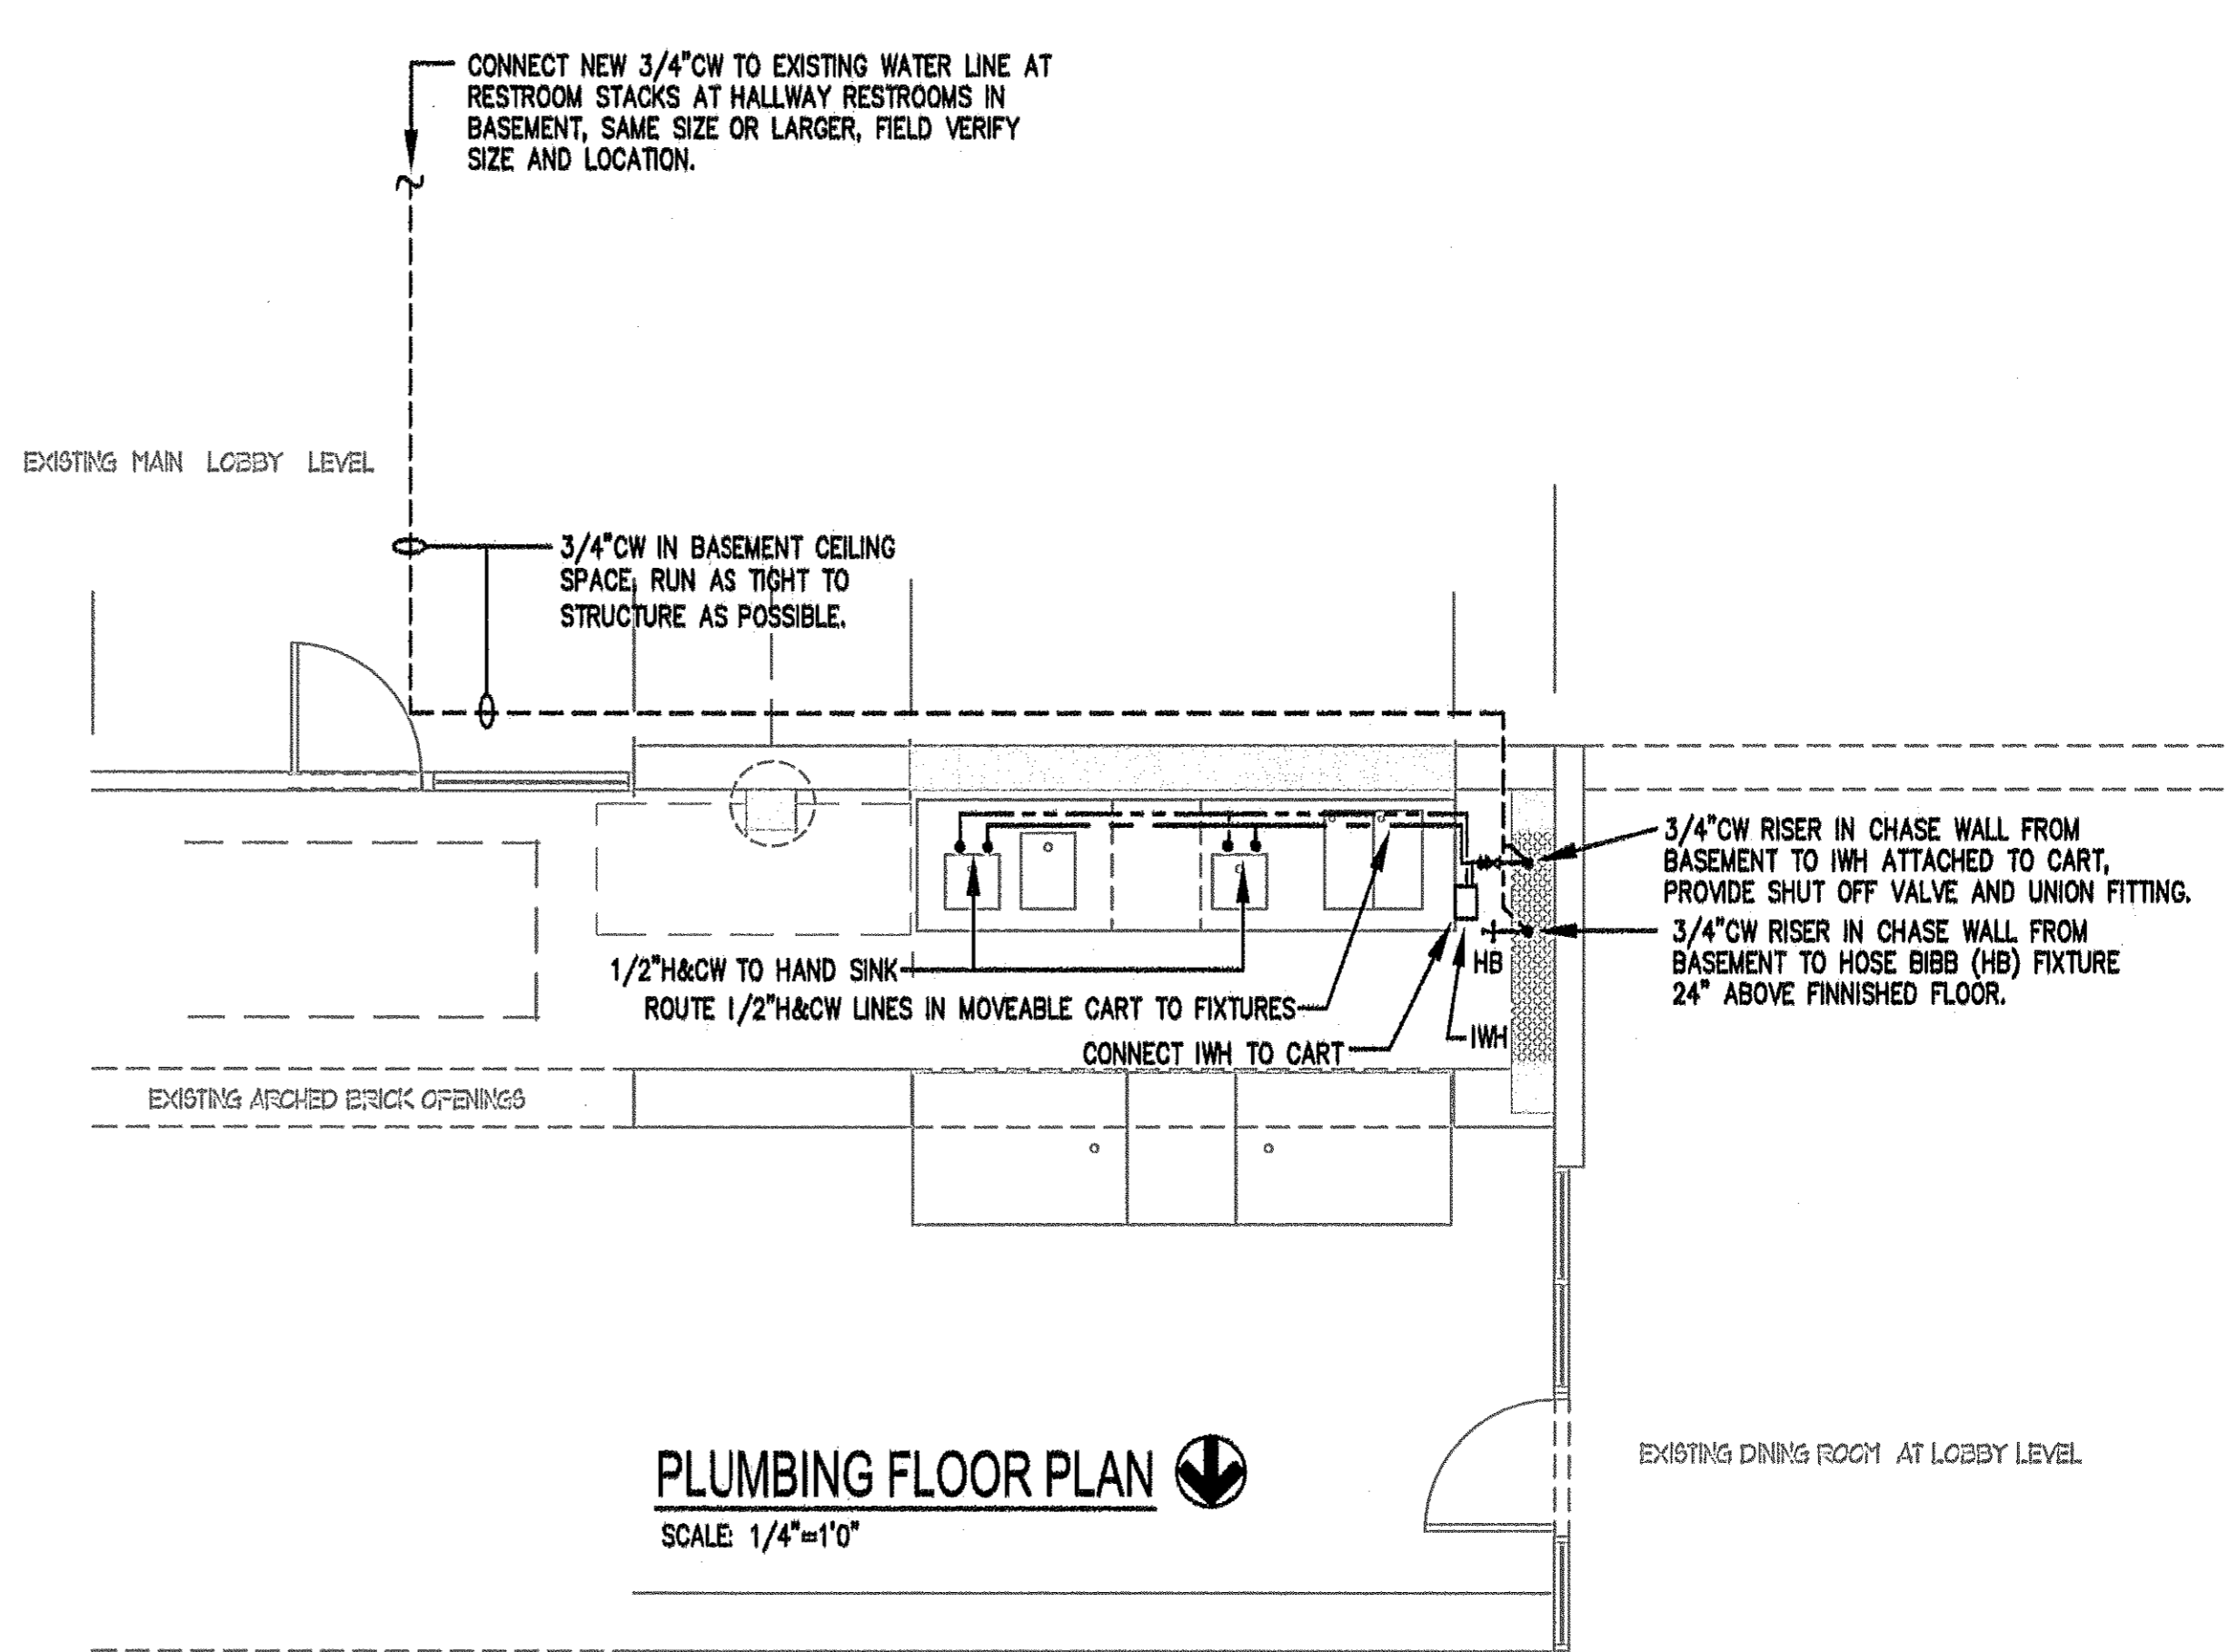 CONNECT NEW 3/4"CW TO EXISTING WATER LINE AT
RESTROOM STACKS AT HALLWAY RESTROOMS IN
BASEMENT, SAME SIZE OR LARGER, FIELD VERIFY
SIZE AND LOCATION.
EXISTING MAIN LOBBY LEVEL
3/4"CW IN BASEMENT CEILING
SPACE, RUN AS TIGHT TO
STRUCTURE AS POSSIBLE.
3/4"CW RISER IN CHASE WALL FROM
BASEMENT TO IWH ATTACHED TO CART,
PROVIDE SHUT OFF VALVE AND UNION FITTING.
3/4"CW RISER IN CHASE WALL FROM
BASEMENT TO HOSE BIBB (HB) FIXTURE
24" ABOVE FINNISHED FLOOR.
1/2"H&CW TO HAND SINK
HB
ROUTE 1/2"H&CW LINES IN MOVEABLE CART TO FIXTURES
IWH
CONNECT IWH TO CART
EXISTING ARCHED BRICK OPENINGS
PLUMBING FLOOR PLAN
SCALE: 1/4"=1'0"
EXISTING DINING ROOM AT LOBBY LEVEL